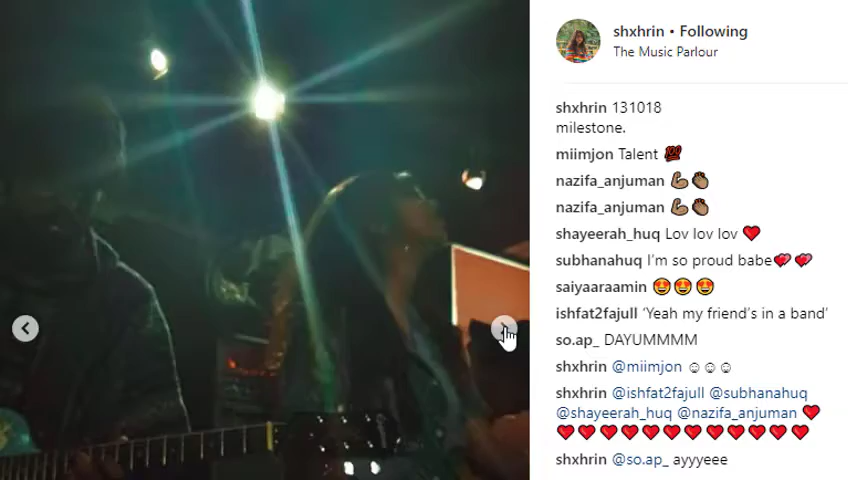 shxhrin • Following
The Music Parlour
shxhrin 131018
milestone.
miimjon Talent 💯
nazifa_anjuman 💪🏽👏🏽
nazifa_anjuman 💪🏽👏🏽
shayeerah_huq Lov lov lov ❤️
subhanahuq I'm so proud babe💕💕
saiyaaraamin 🤩🤩🤩
ishfat2fajull 'Yeah my friend's in a band'
so.ap_ DAYUMMMM
shxhrin @miimjon ☺☺☺
shxhrin @ishfat2fajull @subhanahuq
@shayeerah_huq @nazifa_anjuman ❤️
❤️❤️❤️❤️❤️❤️❤️❤️❤️❤️❤️❤️
shxhrin @so.ap_ ayyyeee